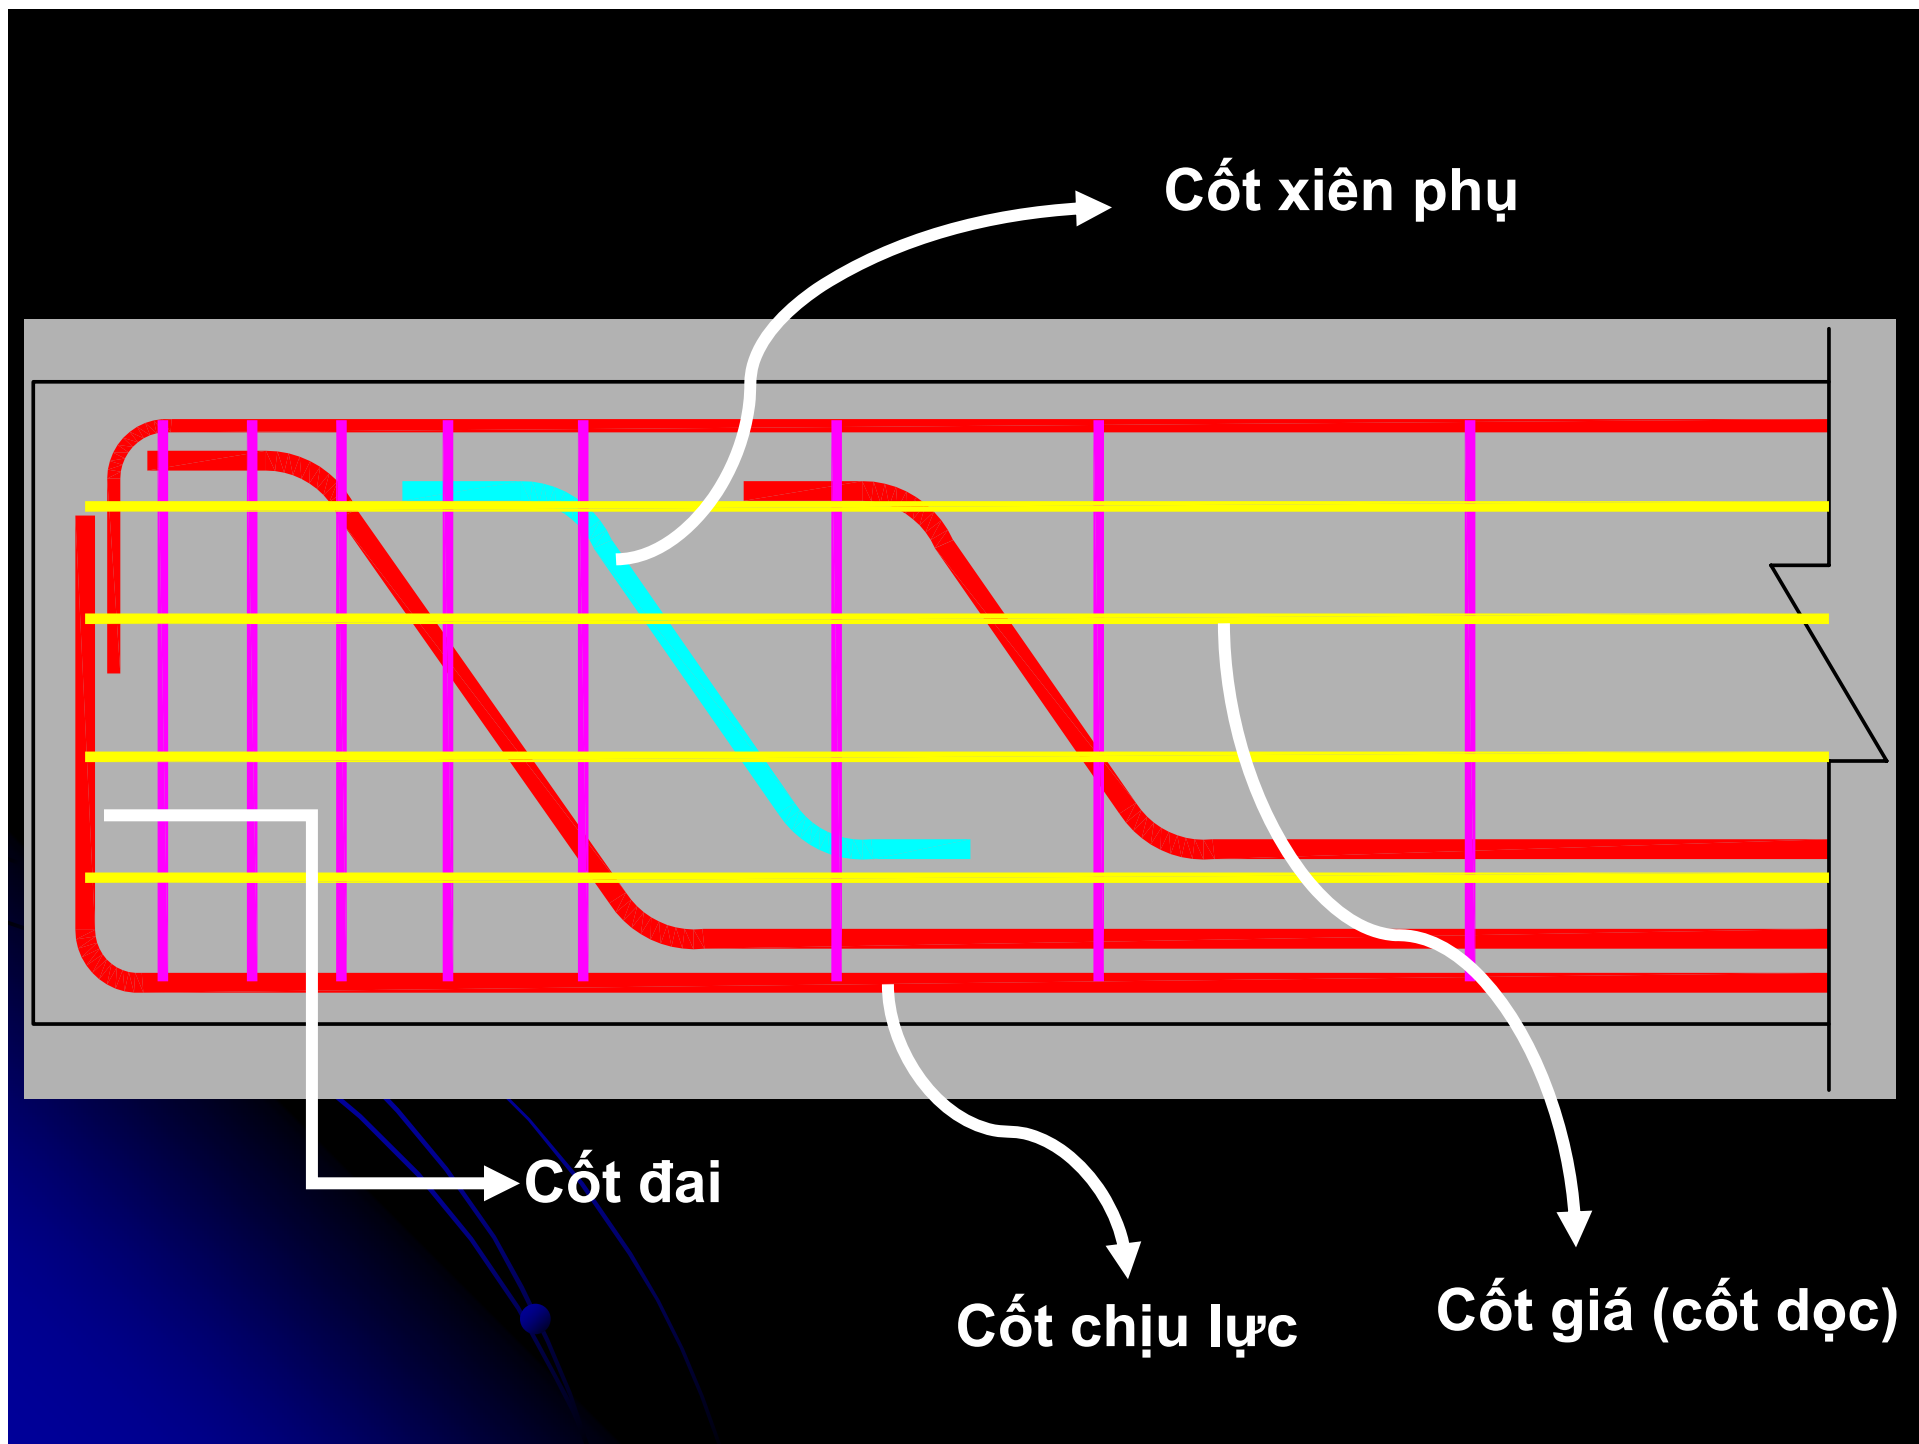 Cốt xiên phụ
Cốt đai
Cốt chịu lực
Cốt giá (cốt dọc)